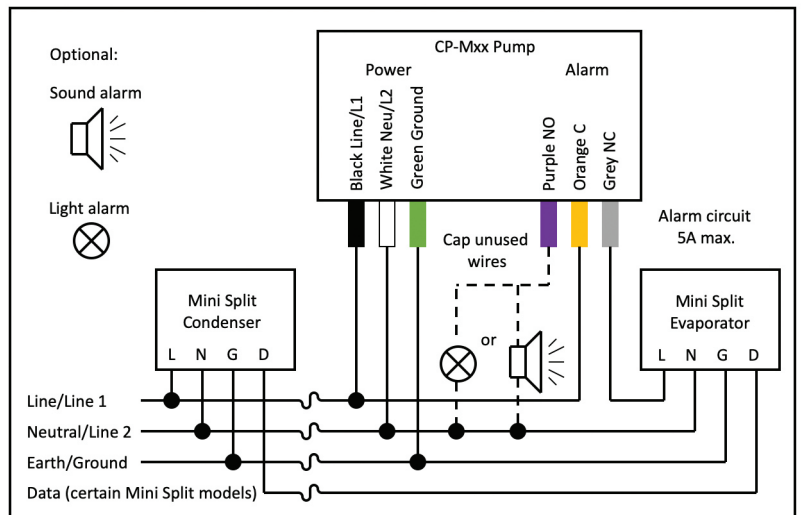 Optional:
Sound alarm
Light alarm
CP-Mxx Pump
Power
Alarm
Black Line/L1
White Neu/L2
Green Ground
Purple NO
Orange C
Grey NC
Cap unused
wires
Alarm circuit
5A max.
Mini Split
Condenser
L N G D
or
Mini Split
Evaporator
L N G D
Line/Line 1
Neutral/Line 2
Earth/Ground
Data (certain Mini Split models)